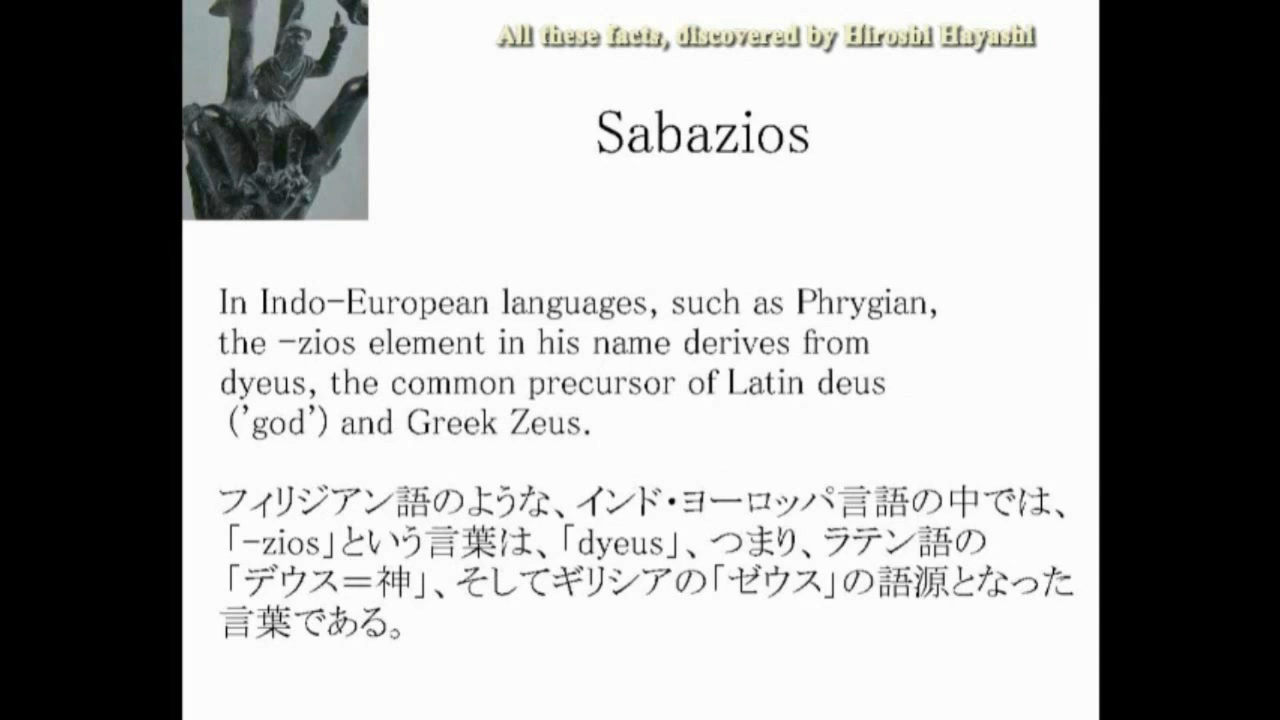 All these facts, discovered by Hiroshi Hayashi
Sabazios
In Indo-European languages, such as Phrygian,
the -zios element in his name derives from
dyeus, the common precursor of Latin deus
('god') and Greek Zeus.
フィリジアン語のような、インド・ヨーロッパ言語の中では、
「-zios」という言葉は、「dyeus」、つまり、ラテン語の
「デウス＝神」、そしてギリシアの「ゼウス」の語源となった
言葉である。